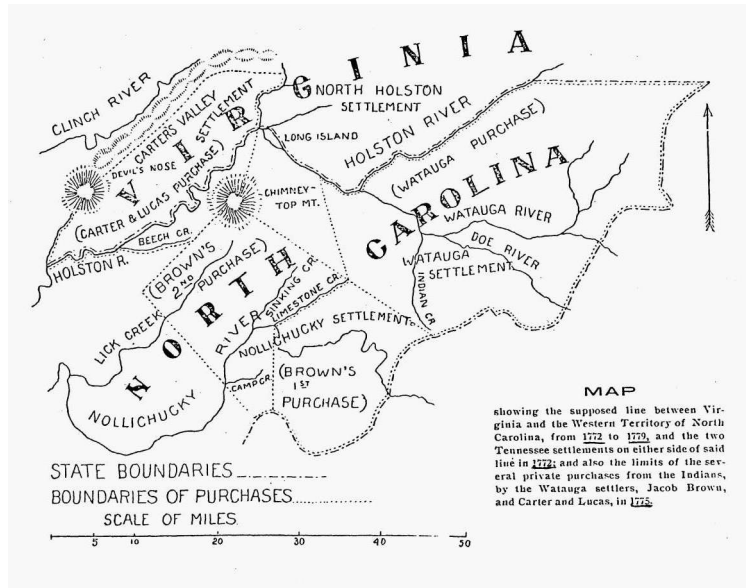 VIRGINIA
CLINCH RIVER
CARTER'S VALLEY
SETTLEMENT
DEVIL'S NOSE
(CARTER & LUCAS PURCHASE)
BEECH CR.
HOLSTON R.
NORTH HOLSTON
SETTLEMENT
LONG ISLAND
HOLSTON RIVER
(WATAUGA PURCHASE)
CHIMNEY-
TOP MT.
NORTH CAROLINA
WATAUGA RIVER
DOE RIVER
WATAUGA
SETTLEMENT
INDIAN CR.
(BROWN'S
2ND PURCHASE)
LICK CREEK
SINKING CR.
LIMESTONE CR.
NOLLICHUCKY RIVER
NOLLICHUCKY SETTLEMENT
CAMP CR.
(BROWN'S
1ST
PURCHASE)
MAP
showing the supposed line between Vir-
ginia and the Western Territory of North
Carolina, from 1772 to 1779, and the two
Tennessee settlements on either side of said
line in 1772; and also the limits of the sev-
eral private purchases from the Indians,
by the Watauga settlers, Jacob Brown,
and Carter and Lucas, in 1775.
STATE BOUNDARIES
BOUNDARIES OF PURCHASES
SCALE OF MILES
5 10 20 30 40 50